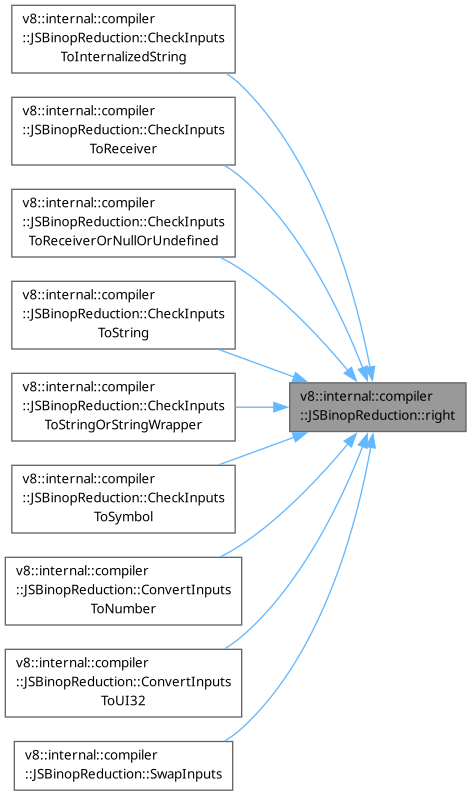 v8::internal::compiler
::JSBinopReduction::CheckInputs
ToInternalizedString
v8::internal::compiler
::JSBinopReduction::CheckInputs
ToReceiver
v8::internal::compiler
::JSBinopReduction::CheckInputs
ToReceiverOrNullOrUndefined
v8::internal::compiler
::JSBinopReduction::CheckInputs
ToString
v8::internal::compiler
::JSBinopReduction::CheckInputs
ToStringOrStringWrapper
v8::internal::compiler
::JSBinopReduction::CheckInputs
ToSymbol
v8::internal::compiler
::JSBinopReduction::ConvertInputs
ToNumber
v8::internal::compiler
::JSBinopReduction::ConvertInputs
ToUI32
v8::internal::compiler
::JSBinopReduction::SwapInputs
v8::internal::compiler
::JSBinopReduction::right